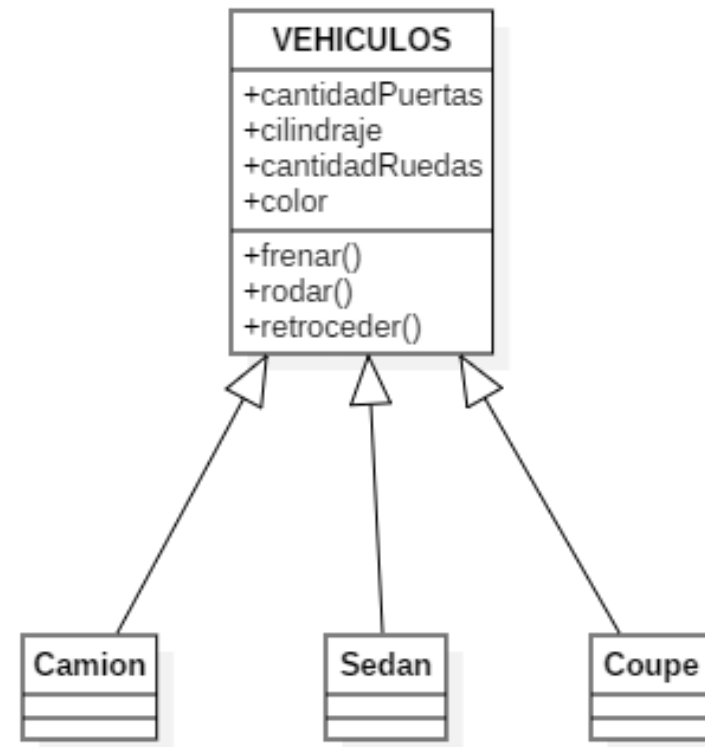 VEHICULOS
+cantidadPuertas
+cilindraje
+cantidadRuedas
+color
+frenar()
+rodar()
+retroceder()
Camion
Sedan
Coupe